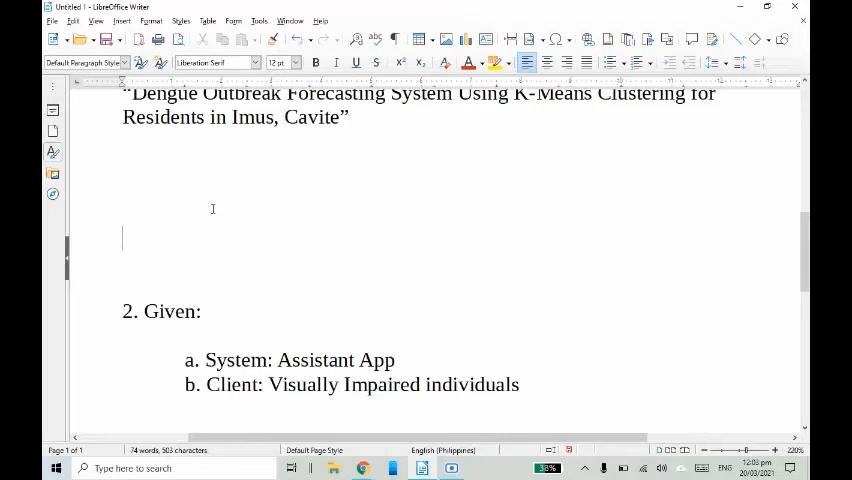 Untitled 1 - LibreOffice Writer
File Edit View Insert Format Styles Table Form Tools Window Help
Default Paragraph Style Liberation Serif 12 pt
“Dengue Outbreak Forecasting System Using K-Means Clustering for
Residents in Imus, Cavite”
2. Given:
a. System: Assistant App
b. Client: Visually Impaired individuals
Page 1 of 1 74 words, 503 characters Default Page Style English (Philippines) 220%
Type here to search 38% ENG 12:03 pm
20/03/2021